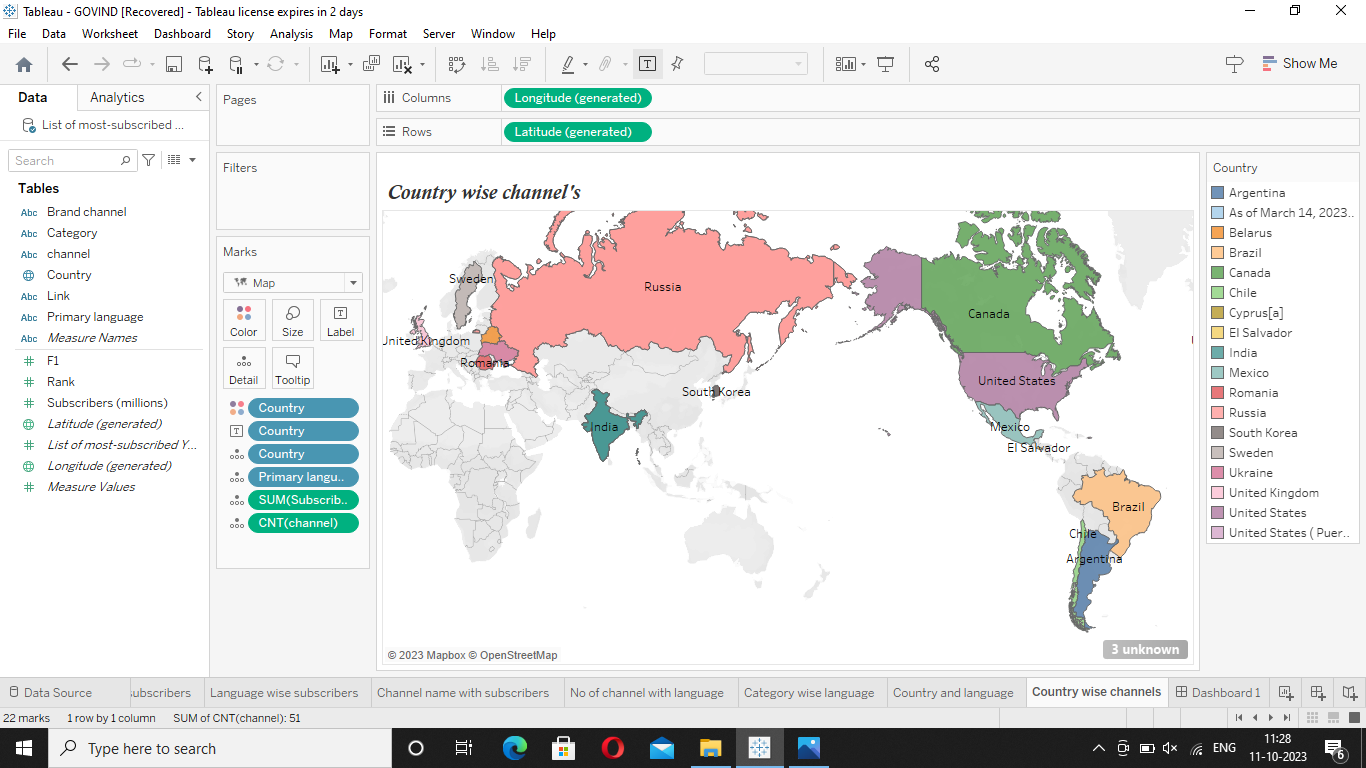 Tableau - GOVIND [Recovered] - Tableau license expires in 2 days
File Data Worksheet Dashboard Story Analysis Map Format Server Window Help
Show Me
Data Analytics
List of most-subscribed ...
Search
Tables
Abc Brand channel
Abc Category
Abc channel
Country
Abc Link
Abc Primary language
Abc Measure Names
F1
Rank
Subscribers (millions)
Latitude (generated)
List of most-subscribed Y...
Longitude (generated)
Measure Values
Pages
Filters
Marks
Map
Color Size Label
Detail Tooltip
Country
Country
Country
Primary langu..
SUM(Subscrib..
CNT(channel)
Columns Longitude (generated)
Rows Latitude (generated)
Country wise channel's
Sweden
Russia
Canada
United Kingdom
Romania
United States
South Korea
India
Mexico
El Salvador
Brazil
Chile
Argentina
© 2023 Mapbox © OpenStreetMap
3 unknown
Country
Argentina
As of March 14, 2023..
Belarus
Brazil
Canada
Chile
Cyprus[a]
El Salvador
India
Mexico
Romania
Russia
South Korea
Sweden
Ukraine
United Kingdom
United States
United States ( Puer..
Data Source subscribers Language wise subscribers Channel name with subscribers No of channel with language Category wise language Country and language Country wise channels Dashboard 1
22 marks 1 row by 1 column SUM of CNT(channel): 51
Type here to search
ENG
11:28
11-10-2023
6